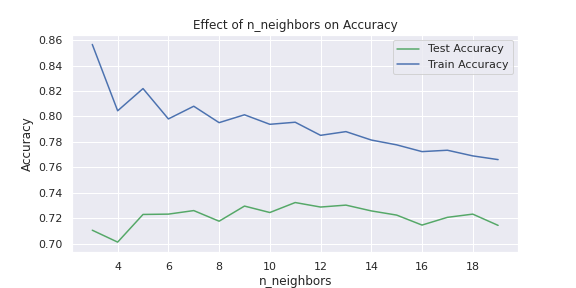 Effect of n_neighbors on Accuracy
Test Accuracy
Train Accuracy
0.86
0.84
0.82
0.80
0.78
0.76
0.74
0.72
0.70
Accuracy
4 6 8 10 12 14 16 18
n_neighbors